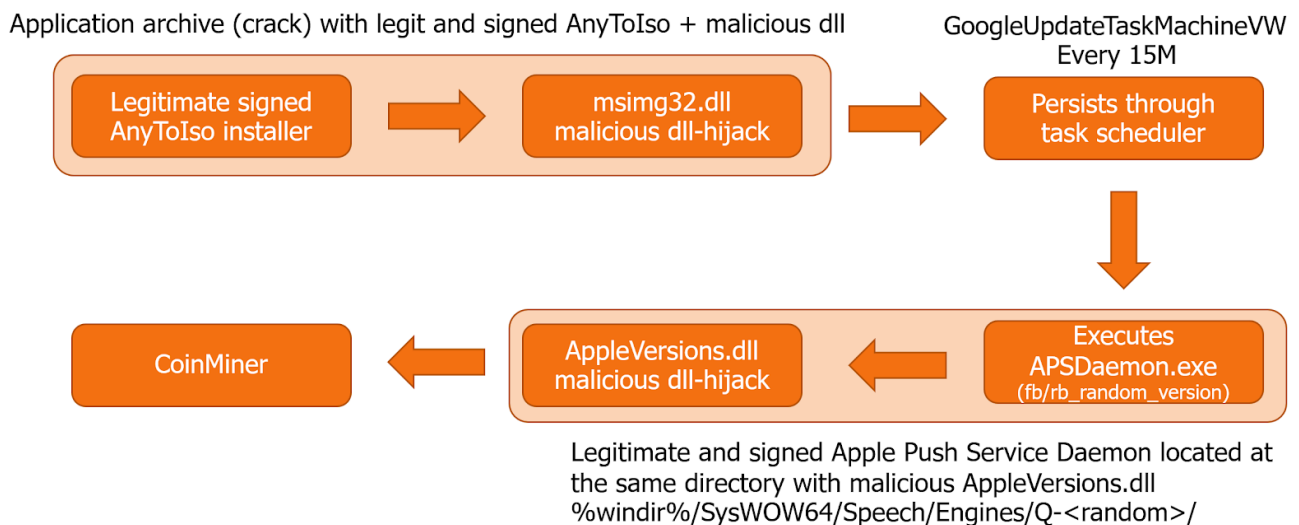 Application archive (crack) with legit and signed AnyToIso + malicious dll
GoogleUpdateTaskMachineVW
Every 15M
Legitimate signed
AnyToIso installer
msimg32.dll
malicious dll-hijack
Persists through
task scheduler
Executes
APSDaemon.exe
(fb/rb_random_version)
AppleVersions.dll
malicious dll-hijack
CoinMiner
Legitimate and signed Apple Push Service Daemon located at
the same directory with malicious AppleVersions.dll
%windir%/SysWOW64/Speech/Engines/Q-<random>/